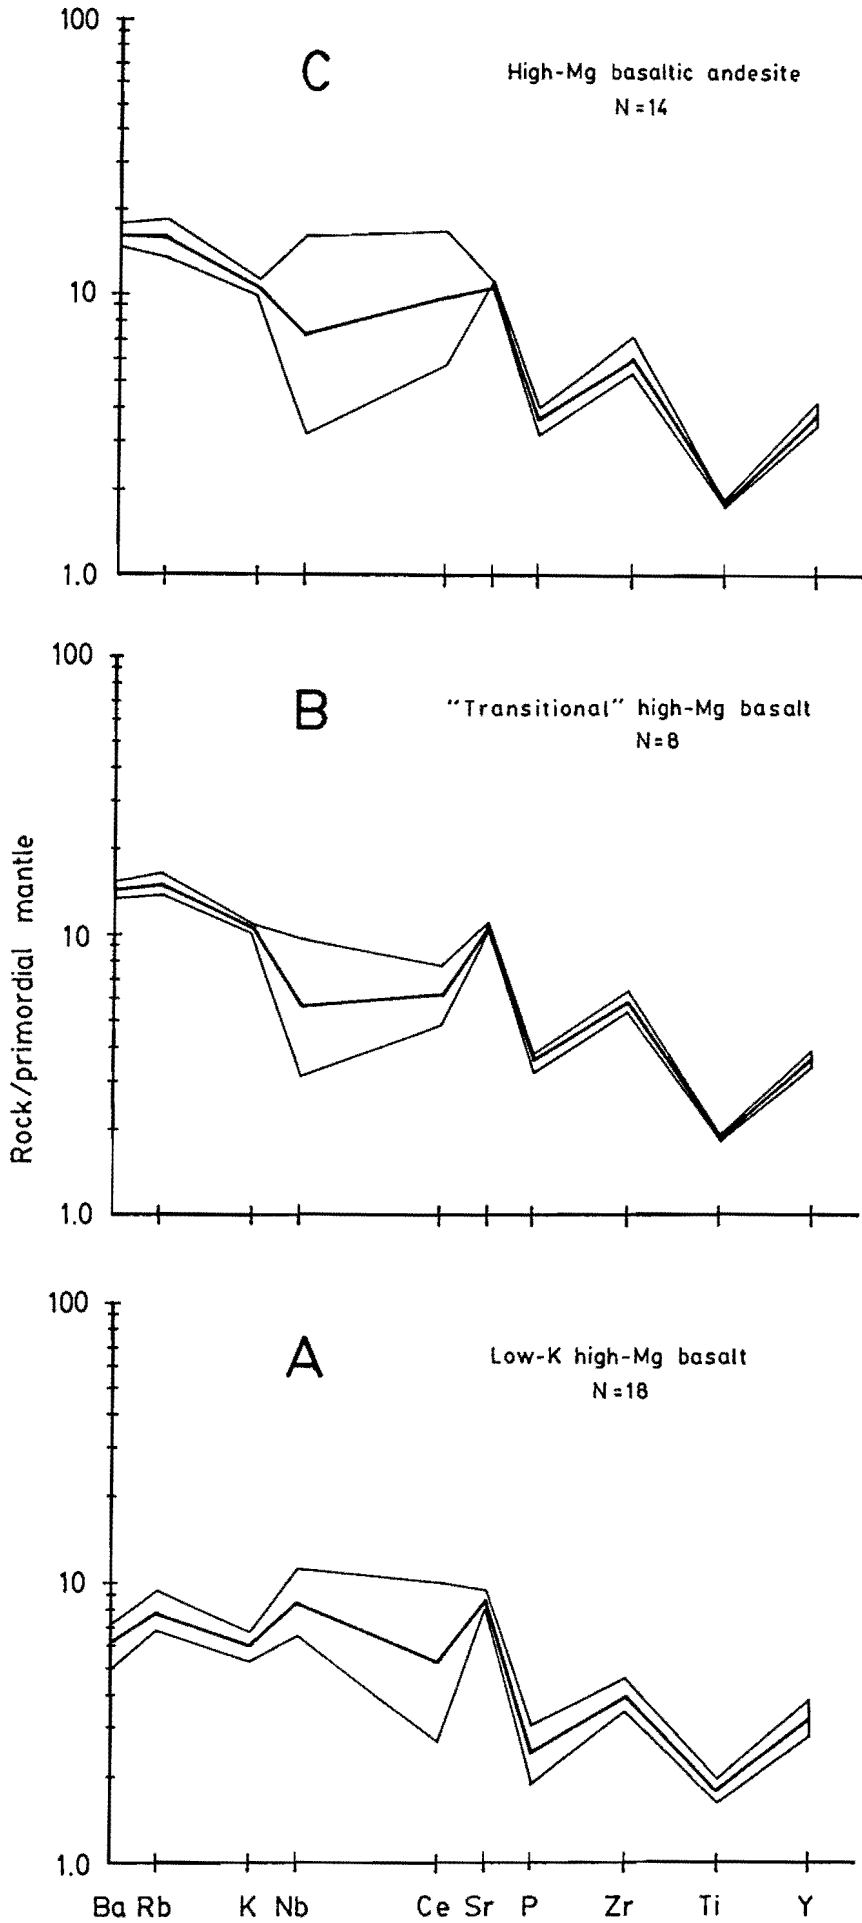 100
C
High-Mg basaltic andesite
N=14
10
1.0
100
B
"Transitional" high-Mg basalt
N=8
10
1.0
Rock/primordial mantle
100
A
Low-K high-Mg basalt
N=18
10
1.0
Ba Rb K Nb Ce Sr P Zr Ti Y